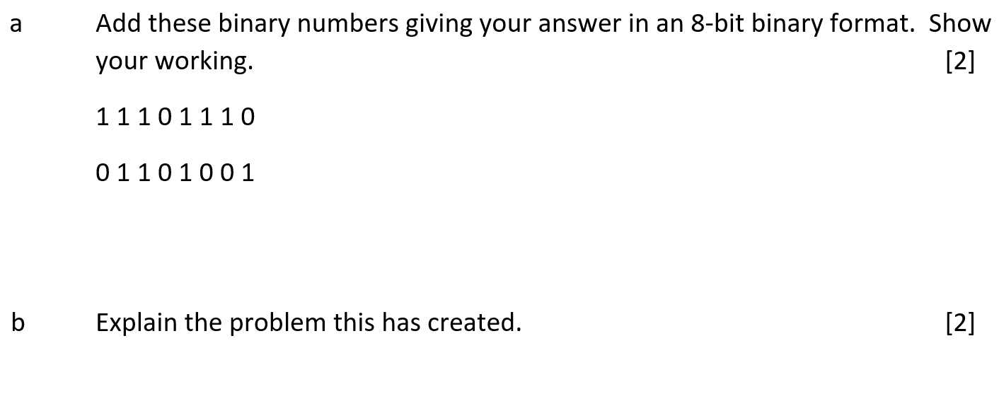 a Add these binary numbers giving your answer in an 8-bit binary format. Show
your working. [2]
1 1 1 0 1 1 1 0
0 1 1 0 1 0 0 1
b Explain the problem this has created. [2]